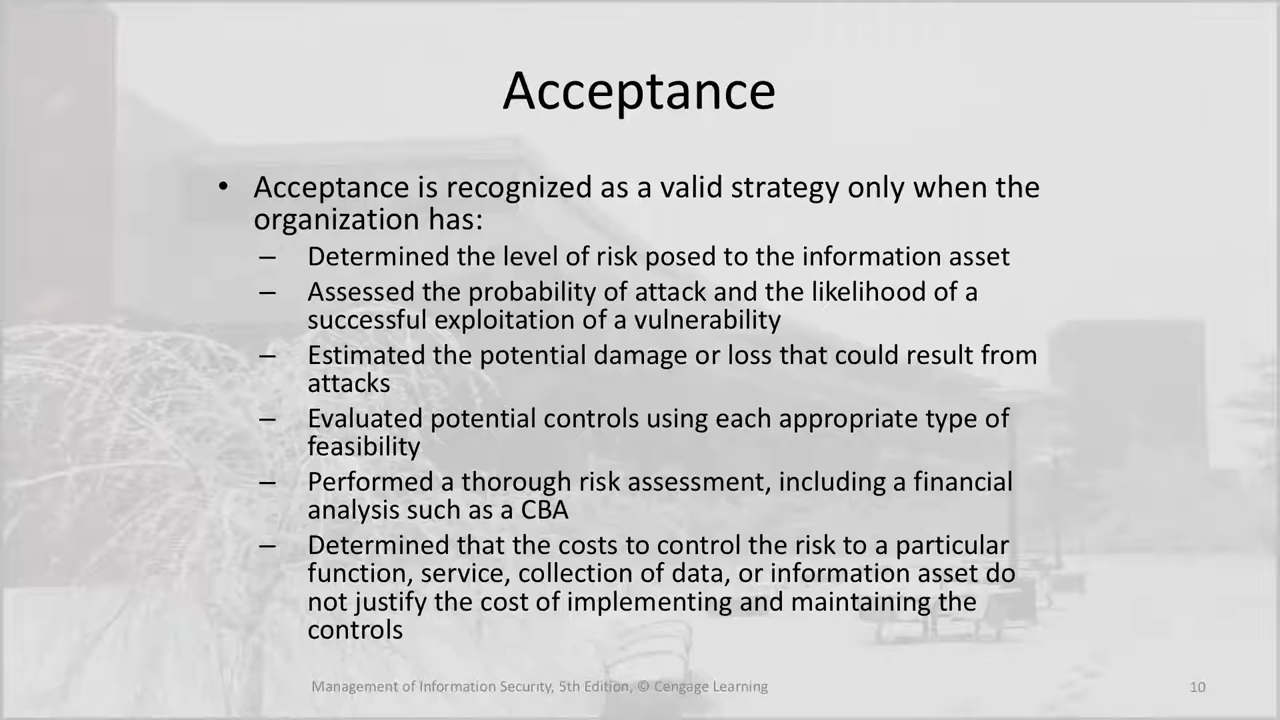 Acceptance
• Acceptance is recognized as a valid strategy only when the
organization has:
– Determined the level of risk posed to the information asset
– Assessed the probability of attack and the likelihood of a
successful exploitation of a vulnerability
– Estimated the potential damage or loss that could result from
attacks
– Evaluated potential controls using each appropriate type of
feasibility
– Performed a thorough risk assessment, including a financial
analysis such as a CBA
– Determined that the costs to control the risk to a particular
function, service, collection of data, or information asset do
not justify the cost of implementing and maintaining the
controls
Management of Information Security, 5th Edition, © Cengage Learning
10